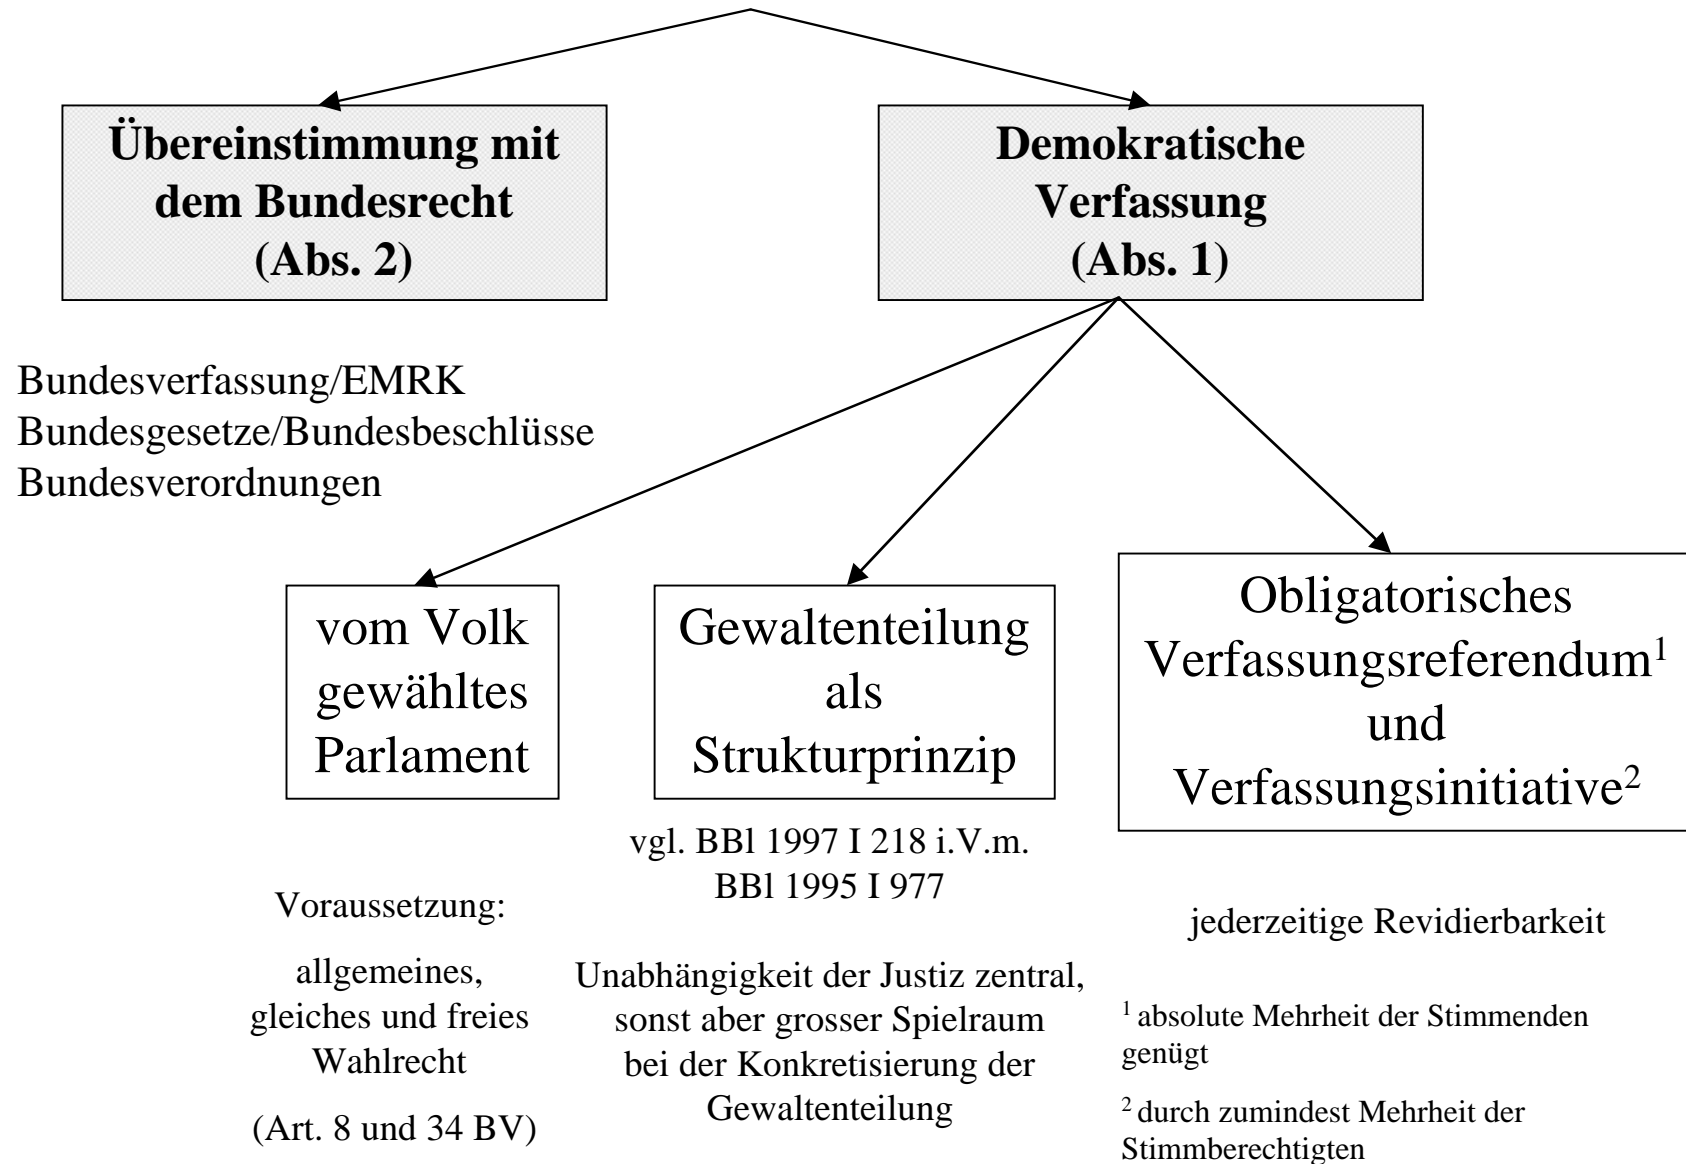 Übereinstimmung mit
dem Bundesrecht
(Abs. 2)
Demokratische
Verfassung
(Abs. 1)
Bundesverfassung/EMRK
Bundesgesetze/Bundesbeschlüsse
Bundesverordnungen
vom Volk
gewähltes
Parlament
Voraussetzung:
allgemeines,
gleiches und freies
Wahlrecht
(Art. 8 und 34 BV)
Gewaltenteilung
als
Strukturprinzip
vgl. BBl 1997 I 218 i.V.m.
BBl 1995 I 977
Unabhängigkeit der Justiz zentral,
sonst aber grosser Spielraum
bei der Konkretisierung der
Gewaltenteilung
Obligatorisches
Verfassungsreferendum¹
und
Verfassungsinitiative²
jederzeitige Revidierbarkeit
¹ absolute Mehrheit der Stimmenden
genügt
² durch zumindest Mehrheit der
Stimmberechtigten